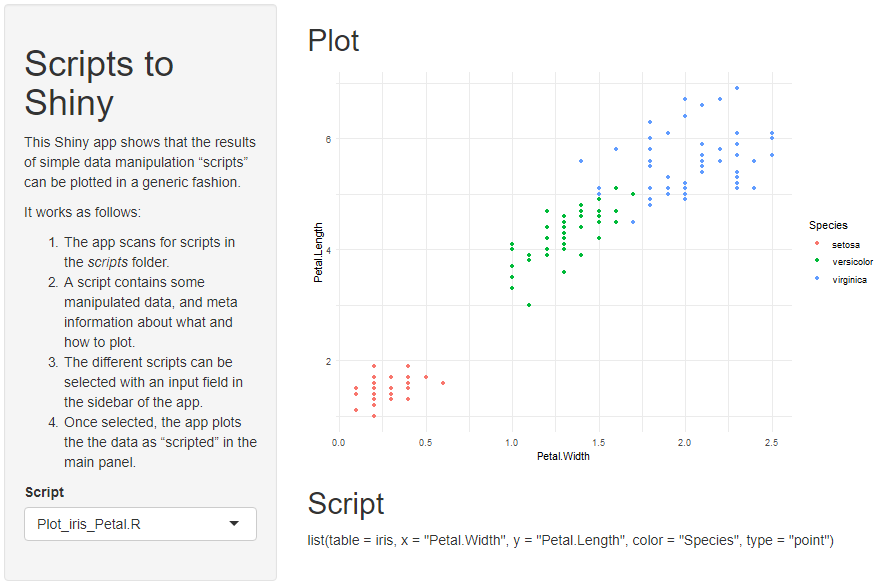 Scripts to
Shiny
This Shiny app shows that the results
of simple data manipulation “scripts”
can be plotted in a generic fashion.
It works as follows:
1. The app scans for scripts in
the scripts folder.
2. A script contains some
manipulated data, and meta
information about what and
how to plot.
3. The different scripts can be
selected with an input field in
the sidebar of the app.
4. Once selected, the app plots
the the data as “scripted” in the
main panel.
Script
Plot_iris_Petal.R
Plot
Petal.Length
6
4
2
0.0 0.5 1.0 1.5 2.0 2.5
Petal.Width
Species
setosa
versicolor
virginica
Script
list(table = iris, x = "Petal.Width", y = "Petal.Length", color = "Species", type = "point")